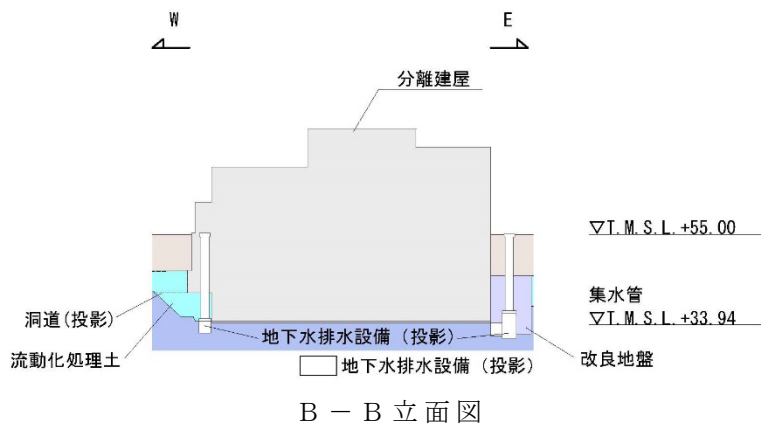 W
E
分離建屋
▽T.M.S.L.+55.00
集水管
▽T.M.S.L.+33.94
洞道(投影)
地下水排水設備(投影)
流動化処理土
改良地盤
地下水排水設備(投影)
B－B立面図